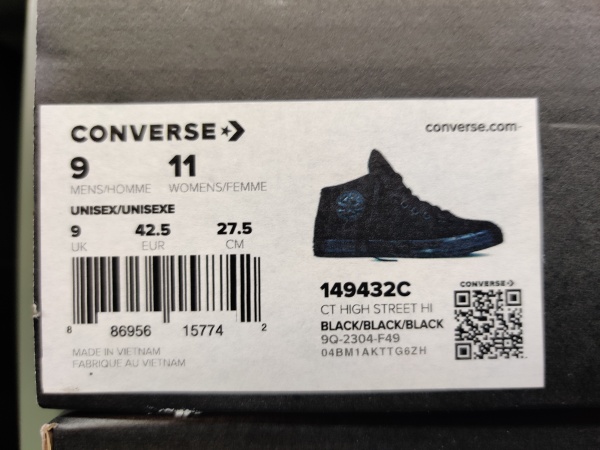 CONVERSE
converse.com
9 11
MENS/HOMME WOMENS/FEMME
UNISEX/UNISEXE
9 42.5 27.5
UK EUR CM
8 86956 15774 2
MADE IN VIETNAM
FABRIQUE AU VIETNAM
149432C
CT HIGH STREET HI
BLACK/BLACK/BLACK
9Q-2304-F49
04BM1AKTTG6ZH
CONVERSE